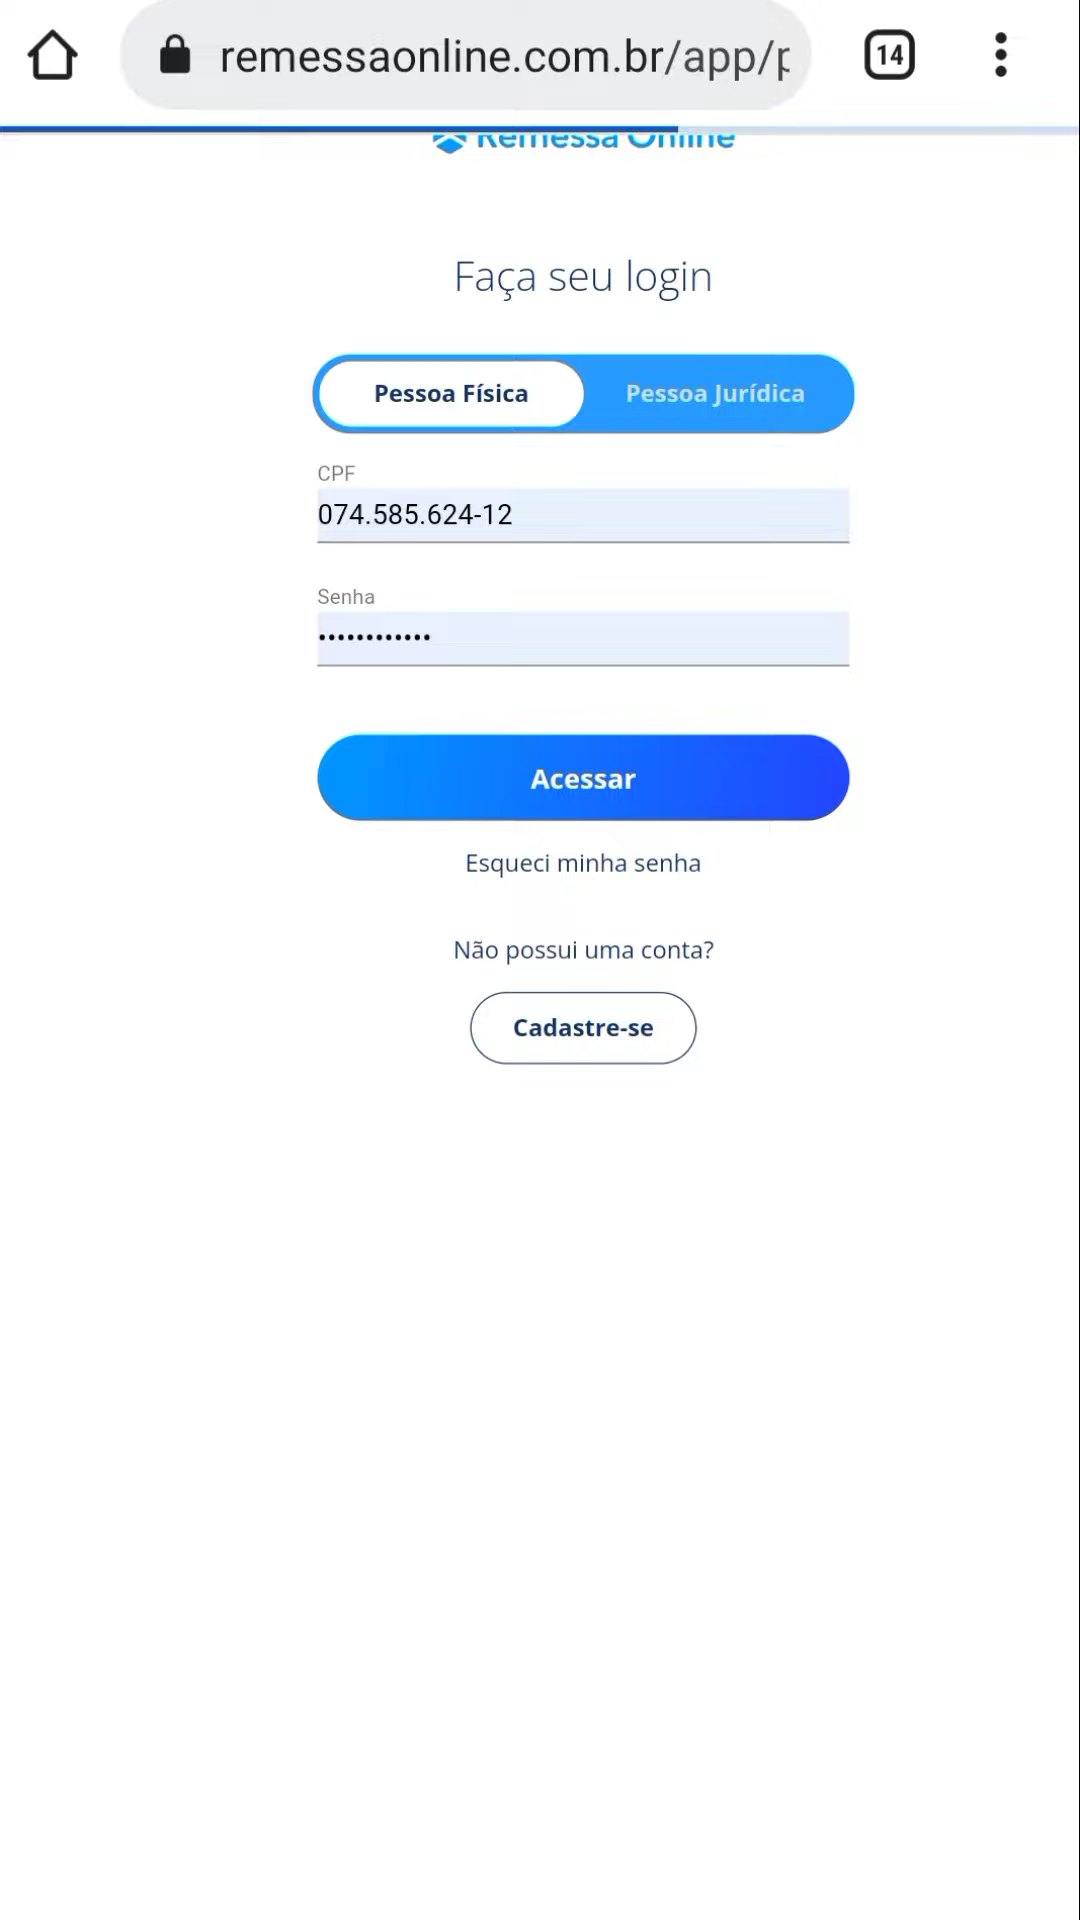 remessaonline.com.br/app/p
14
Remessa Online
Faça seu login
Pessoa Física
Pessoa Jurídica
CPF
074.585.624-12
Senha
••••••••••••
Acessar
Esqueci minha senha
Não possui uma conta?
Cadastre-se